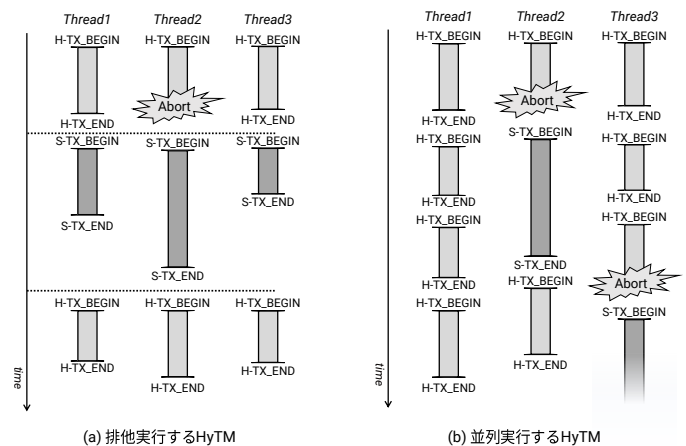 Thread1 Thread2 Thread3
H-TX_BEGIN H-TX_BEGIN H-TX_BEGIN
Abort
H-TX_END H-TX_END
S-TX_BEGIN S-TX_BEGIN S-TX_BEGIN
S-TX_END
S-TX_END
S-TX_END
H-TX_BEGIN H-TX_BEGIN H-TX_BEGIN
H-TX_END H-TX_END
H-TX_END
time
(a) 排他実行するHyTM
Thread1 Thread2 Thread3
H-TX_BEGIN H-TX_BEGIN H-TX_BEGIN
Abort
H-TX_END H-TX_END
S-TX_BEGIN
H-TX_BEGIN H-TX_BEGIN
H-TX_END H-TX_END
H-TX_BEGIN H-TX_BEGIN
S-TX_END
H-TX_BEGIN
Abort
H-TX_END
H-TX_BEGIN S-TX_BEGIN
H-TX_END
H-TX_END
time
(b) 並列実行するHyTM